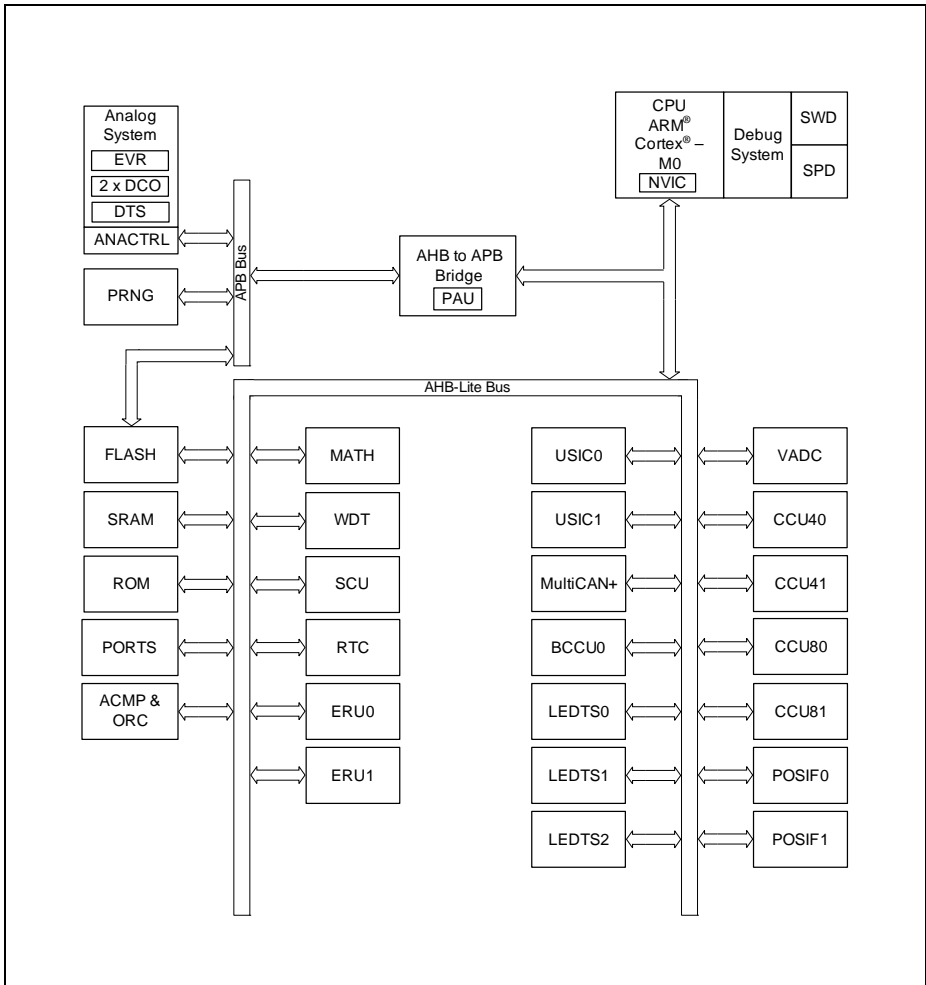 Analog
System
EVR
2 x DCO
DTS
ANACTRL
PRNG
APB Bus
AHB to APB
Bridge
PAU
CPU
ARM®
Cortex® –
M0
NVIC
Debug
System
SWD
SPD
AHB-Lite Bus
FLASH
MATH
USIC0
VADC
SRAM
WDT
USIC1
CCU40
ROM
SCU
MultiCAN+
CCU41
PORTS
RTC
BCCU0
CCU80
ACMP &
ORC
ERU0
LEDTS0
CCU81
ERU1
LEDTS1
POSIF0
LEDTS2
POSIF1